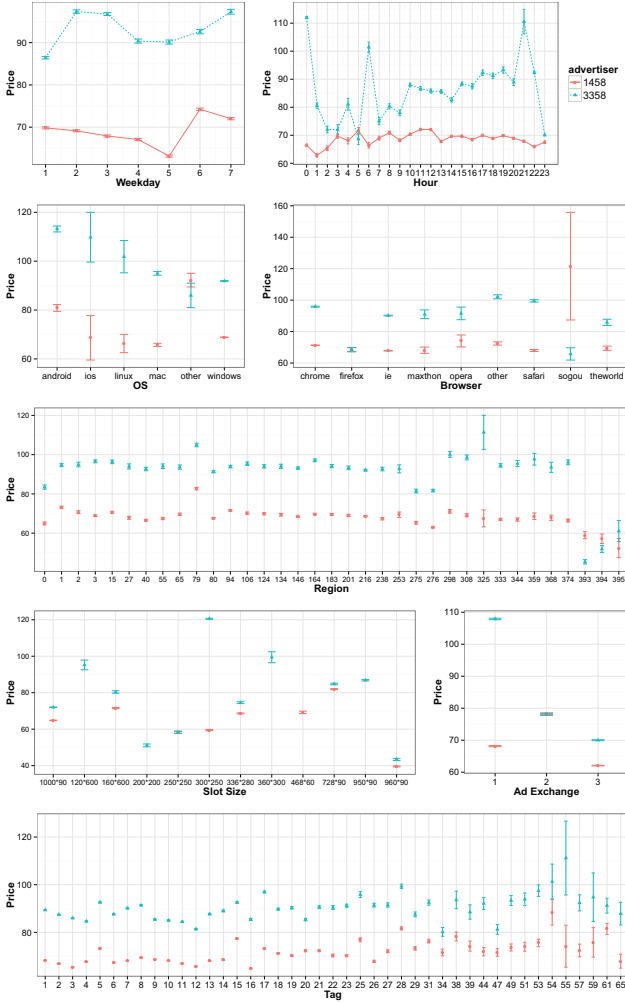 Price
90
80
70
1 2 3 4 5 6 7
Weekday
Price
110
100
90
80
70
60
0 1 2 3 4 5 6 7 8 9 10 11 12 13 14 15 16 17 18 19 20 21 22 23
Hour
advertiser
1458
3358
Price
120
100
80
60
android ios linux mac other windows
OS
Price
160
140
120
100
80
60
chrome firefox ie maxthon opera other safari sogou theworld
Browser
Price
120
100
80
60
0 1 2 3 15 27 40 55 65 79 80 94 106 124 134 146 164 183 201 216 238 253 275 276 298 308 325 333 344 359 368 374 393 394 395
Region
Price
120
100
80
60
40
1000*90 120*600 160*600 200*200 250*250 300*250 336*280 360*300 468*60 728*90 950*90 960*90
Slot Size
Price
110
100
90
80
70
60
1 2 3
Ad Exchange
Price
120
100
80
1 2 3 4 5 6 7 8 9 10 11 12 13 14 15 16 17 18 19 20 21 22 23 24 25 26 27 28 29 31 32 34 38 39 44 47 49 51 53 54 55 57 59 61 65
Tag